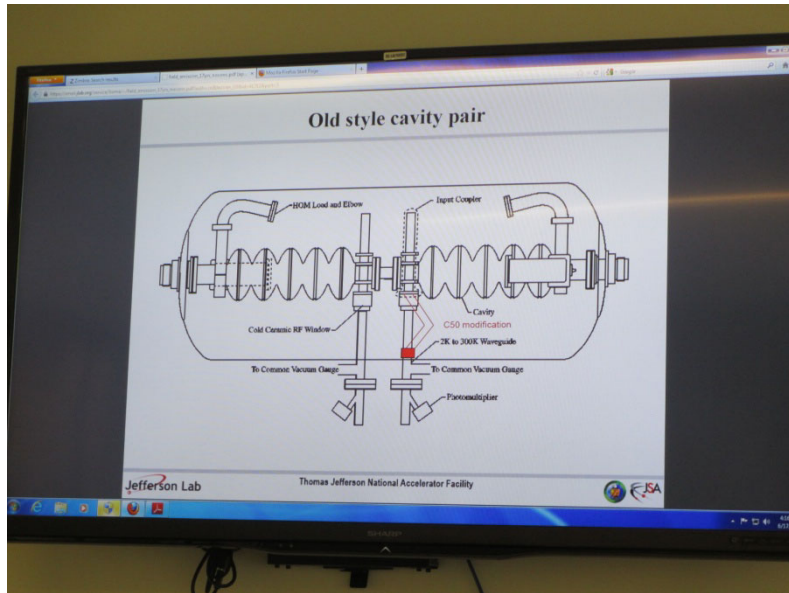 Old style cavity pair
HOM Load and Elbow
Input Coupler
Cavity
C50 modification
Cold Ceramic RF Window
2K to 300K Waveguide
To Common Vacuum Gauge
To Common Vacuum Gauge
Photomultiplier
Jefferson Lab
Thomas Jefferson National Accelerator Facility
JSA
SHARP